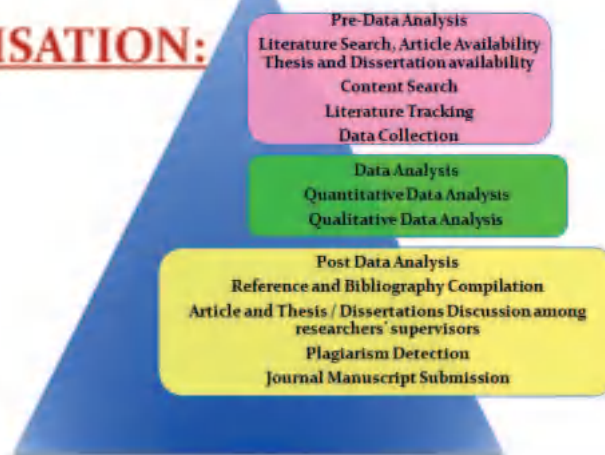 ISATION:
Pre-Data Analysis
Literature Search, Article Availability
Thesis and Dissertation availability
Content Search
Literature Tracking
Data Collection
Data Analysis
Quantitative Data Analysis
Qualitative Data Analysis
Post Data Analysis
Reference and Bibliography Compilation
Article and Thesis / Dissertations Discussion among
researchers' supervisors
Plagiarism Detection
Journal Manuscript Submission